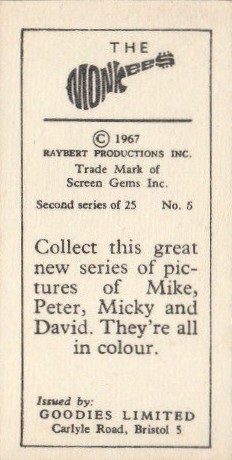 THE
MONKEES
© 1967
RAYBERT PRODUCTIONS INC.
Trade Mark of
Screen Gems Inc.
Second series of 25 No. 6
Collect this great
new series of pic-
tures of Mike,
Peter, Micky and
David. They're all
in colour.
Issued by:
GOODIES LIMITED
Carlyle Road, Bristol 5